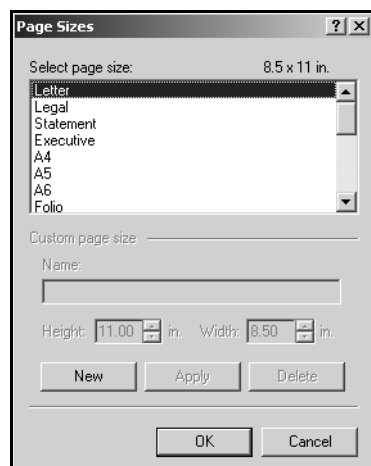 Page Sizes
Select page size: 8.5 x 11 in.
Letter
Legal
Statement
Executive
A4
A5
A6
Folio
Custom page size
Name:
Height: 11.00 in. Width: 8.50 in.
New Apply Delete
OK Cancel